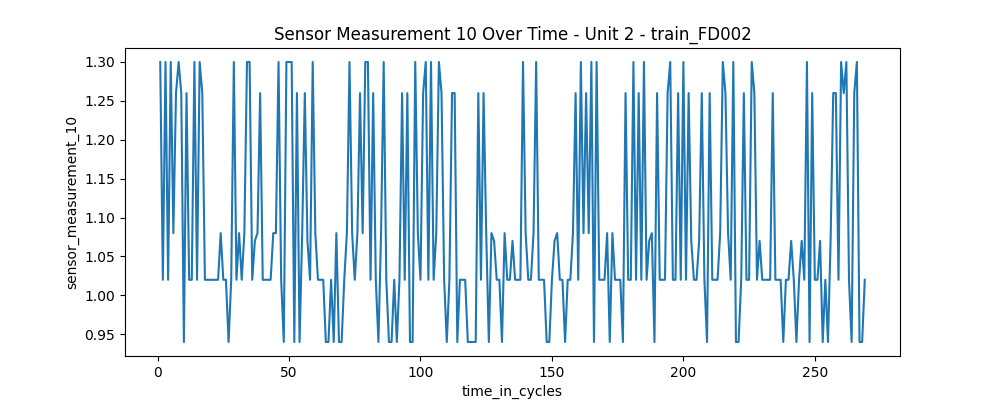 Sensor Measurement 10 Over Time - Unit 2 - train_FD002
sensor_measurement_10
1.30
1.25
1.20
1.15
1.10
1.05
1.00
0.95
0 50 100 150 200 250
time_in_cycles